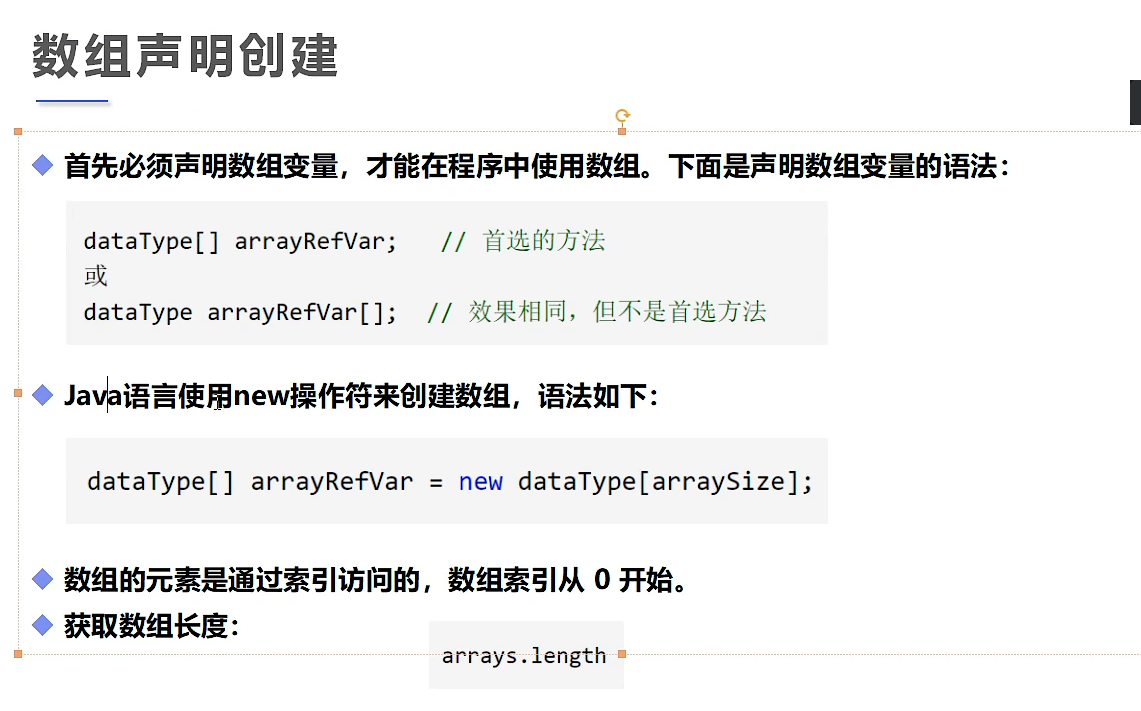 数组声明创建
首先必须声明数组变量，才能在程序中使用数组。下面是声明数组变量的语法：
dataType[] arrayRefVar;   // 首选的方法
或
dataType arrayRefVar[];  // 效果相同，但不是首选方法
Java语言使用new操作符来创建数组，语法如下：
dataType[] arrayRefVar = new dataType[arraySize];
数组的元素是通过索引访问的，数组索引从 0 开始。
获取数组长度：
arrays.length